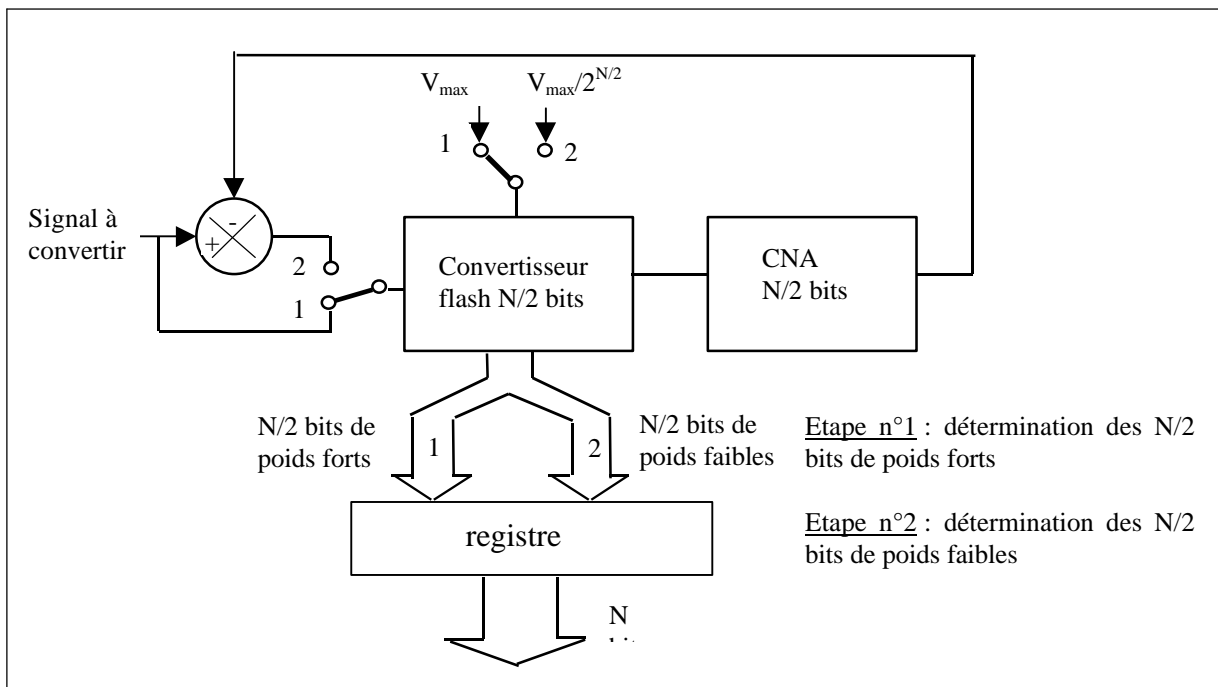 V_max V_max/2^{N/2}
1
2
Signal à
convertir
-
+
2
1
Convertisseur
flash N/2 bits
CNA
N/2 bits
N/2 bits de
poids forts
1
2
N/2 bits de
poids faibles
Etape n°1 : détermination des N/2
bits de poids forts
Etape n°2 : détermination des N/2
bits de poids faibles
registre
N